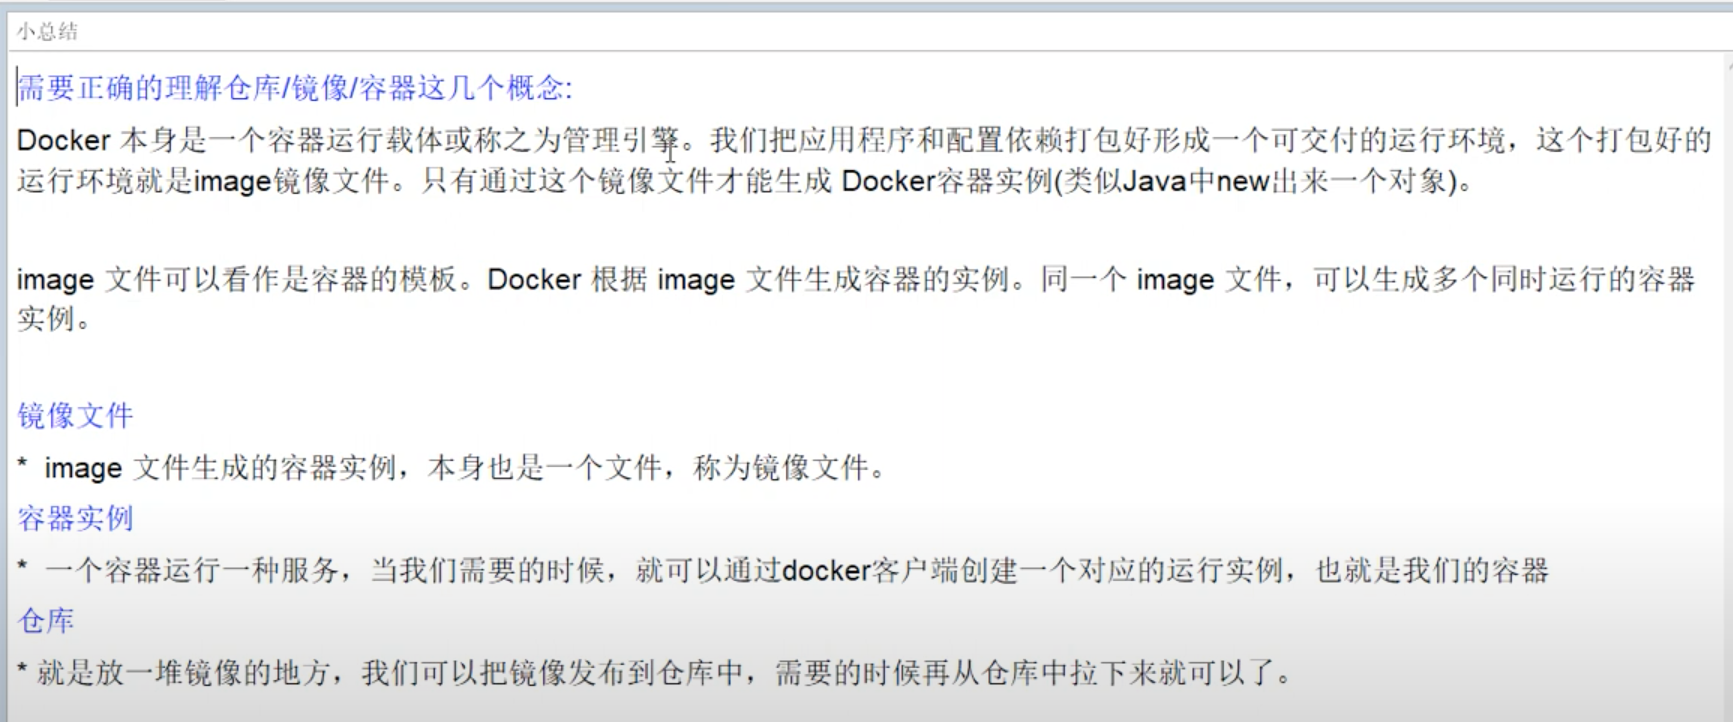 小总结
需要正确的理解仓库/镜像/容器这几个概念:
Docker 本身是一个容器运行载体或称之为管理引擎。我们把应用程序和配置依赖打包好形成一个可交付的运行环境，这个打包好的
运行环境就是image镜像文件。只有通过这个镜像文件才能生成 Docker容器实例(类似Java中new出来一个对象)。
image 文件可以看作是容器的模板。Docker 根据 image 文件生成容器的实例。同一个 image 文件，可以生成多个同时运行的容器
实例。
镜像文件
* image 文件生成的容器实例，本身也是一个文件，称为镜像文件。
容器实例
* 一个容器运行一种服务，当我们需要的时候，就可以通过docker客户端创建一个对应的运行实例，也就是我们的容器
仓库
* 就是放一堆镜像的地方，我们可以把镜像发布到仓库中，需要的时候再从仓库中拉下来就可以了。